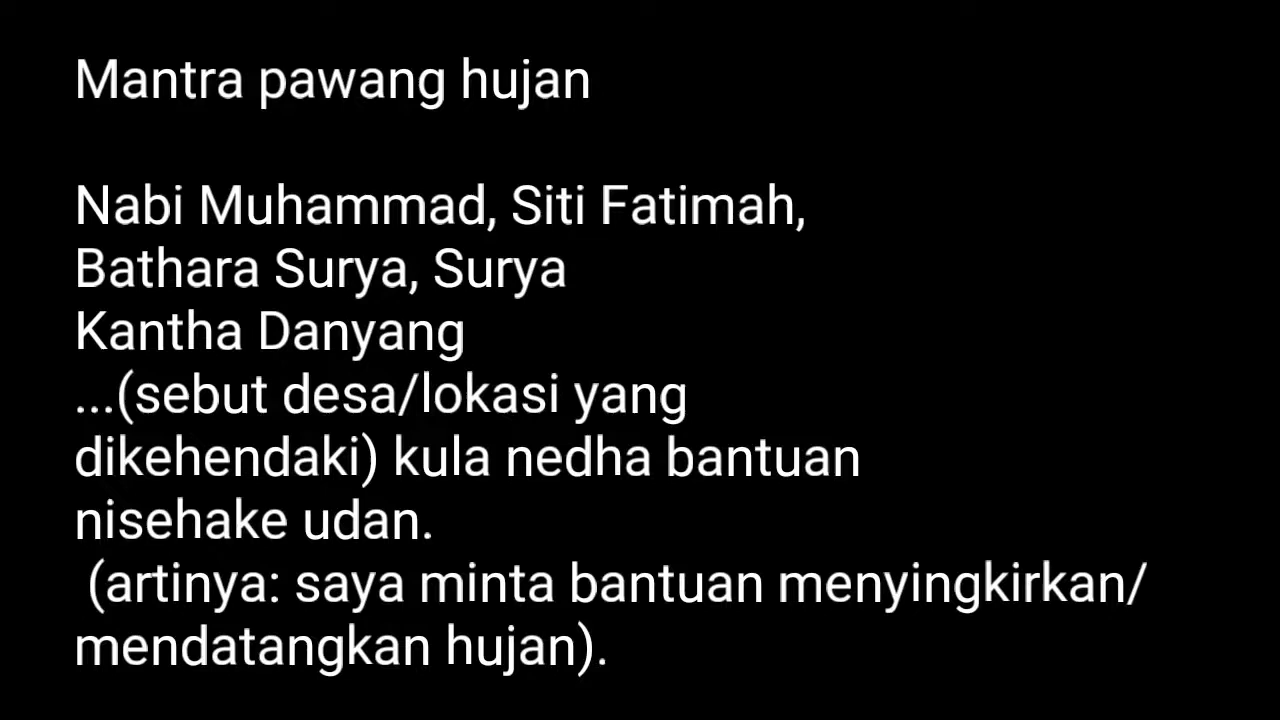 Mantra pawang hujan
Nabi Muhammad, Siti Fatimah,
Bathara Surya, Surya
Kantha Danyang
...(sebut desa/lokasi yang
dikehendaki) kula nedha bantuan
nisehake udan.
(artinya: saya minta bantuan menyingkirkan/
mendatangkan hujan).